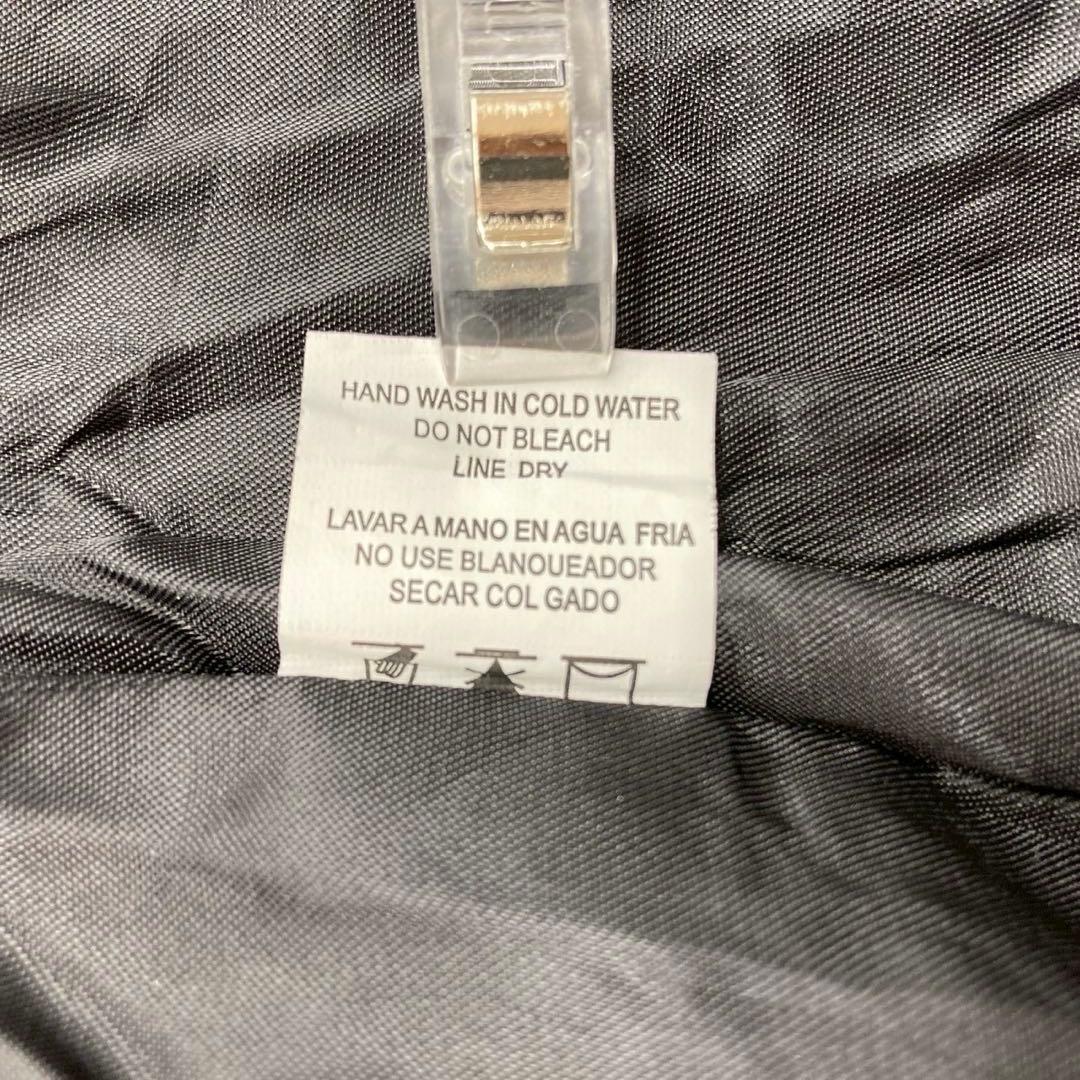 HAND WASH IN COLD WATER
DO NOT BLEACH
LINE DRY
LAVAR A MANO EN AGUA FRIA
NO USE BLANOUEADOR
SECAR COL GADO